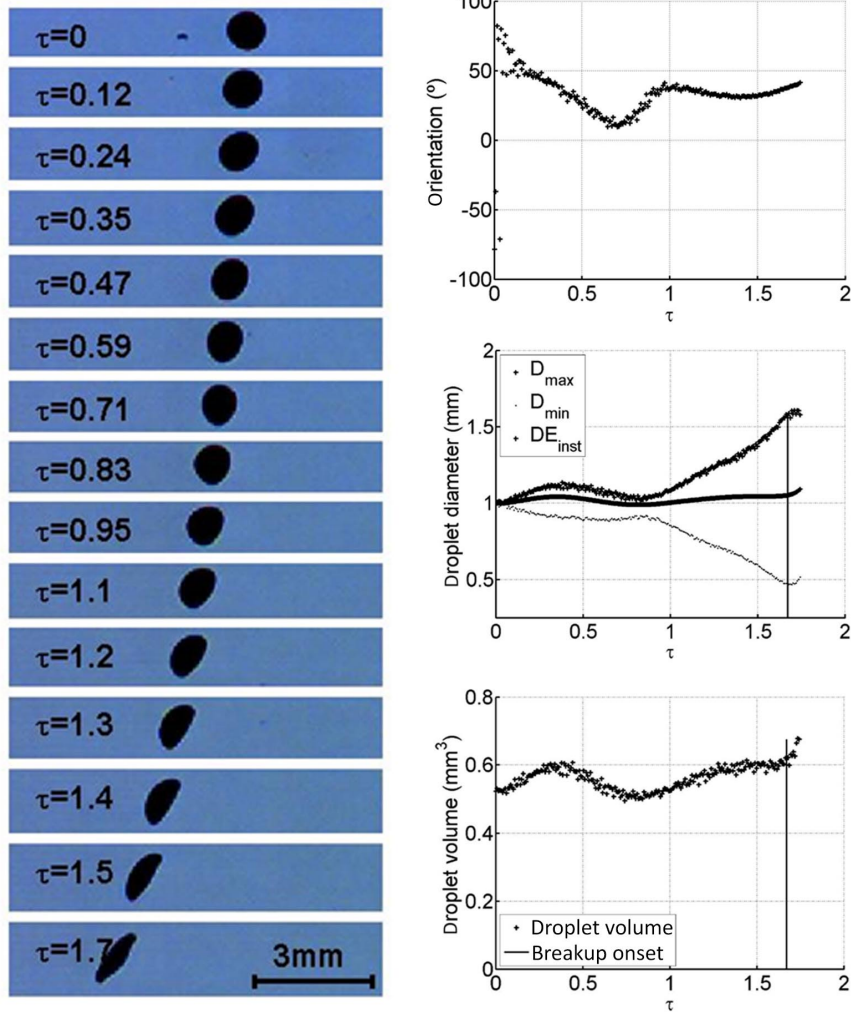 τ=0
τ=0.12
τ=0.24
τ=0.35
τ=0.47
τ=0.59
τ=0.71
τ=0.83
τ=0.95
τ=1.1
τ=1.2
τ=1.3
τ=1.4
τ=1.5
τ=1.7
3mm
100
50
0
-50
-100
Orientation (º)
0 0.5 1 1.5 2
τ
2
1.5
1
0.5
Droplet diameter (mm)
Dmax
Dmin
DEinst
0 0.5 1 1.5 2
τ
0.8
0.6
0.4
0.2
0
Droplet volume (mm³)
Droplet volume
Breakup onset
0 0.5 1 1.5 2
τ